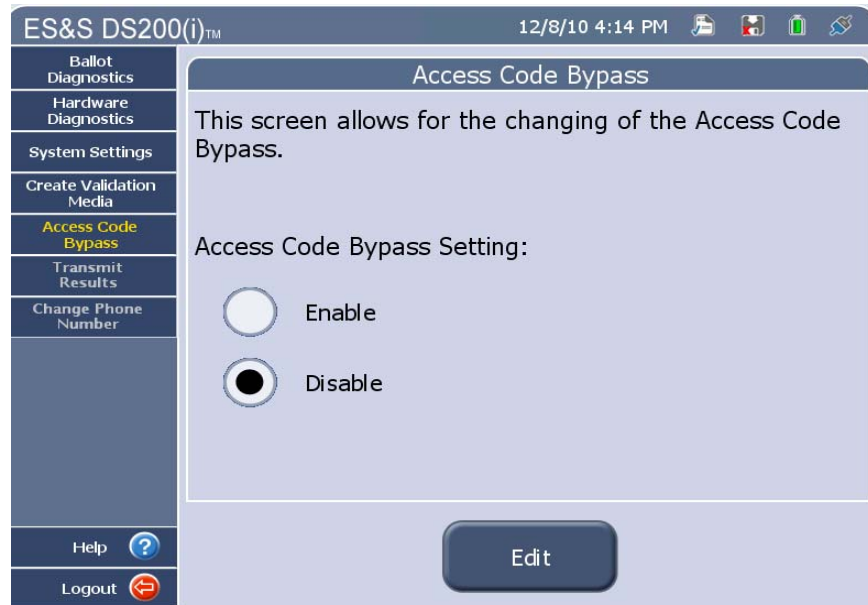 ES&S DS200(i)TM
12/8/10 4:14 PM
Ballot
Diagnostics
Hardware
Diagnostics
System Settings
Create Validation
Media
Access Code
Bypass
Transmit
Results
Change Phone
Number
Help
Logout
Access Code Bypass
This screen allows for the changing of the Access Code
Bypass.
Access Code Bypass Setting:
Enable
Disable
Edit